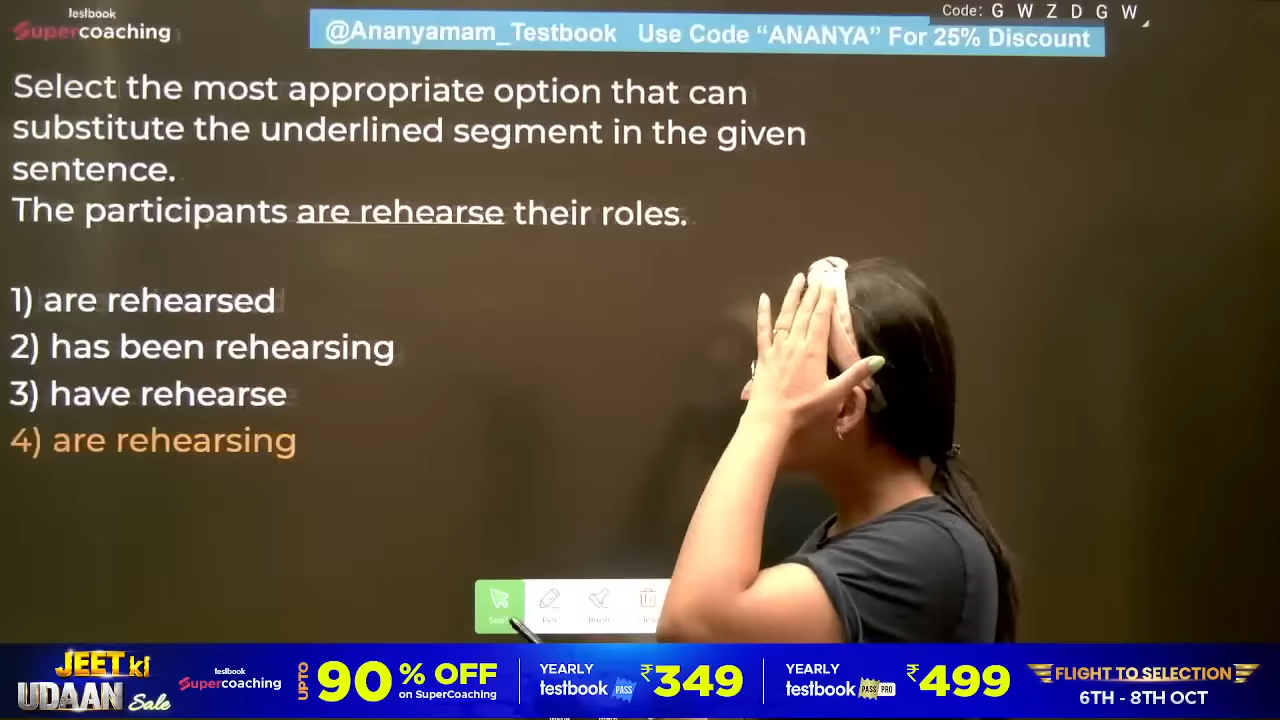 testbook
Supercoaching
@Ananyamam_Testbook Use Code “ANANYA” For 25% Discount
Code: G W Z D G W
Select the most appropriate option that can
substitute the underlined segment in the given
sentence.
The participants are rehearse their roles.
1) are rehearsed
2) has been rehearsing
3) have rehearse
4) are rehearsing
Select Pen Brush
JEET ki
UDAAN Sale
testbook
Supercoaching
UPTO 90% OFF
on SuperCoaching
YEARLY
testbook PASS ₹349
YEARLY
testbook PASS PRO ₹499
FLIGHT TO SELECTION
6TH - 8TH OCT